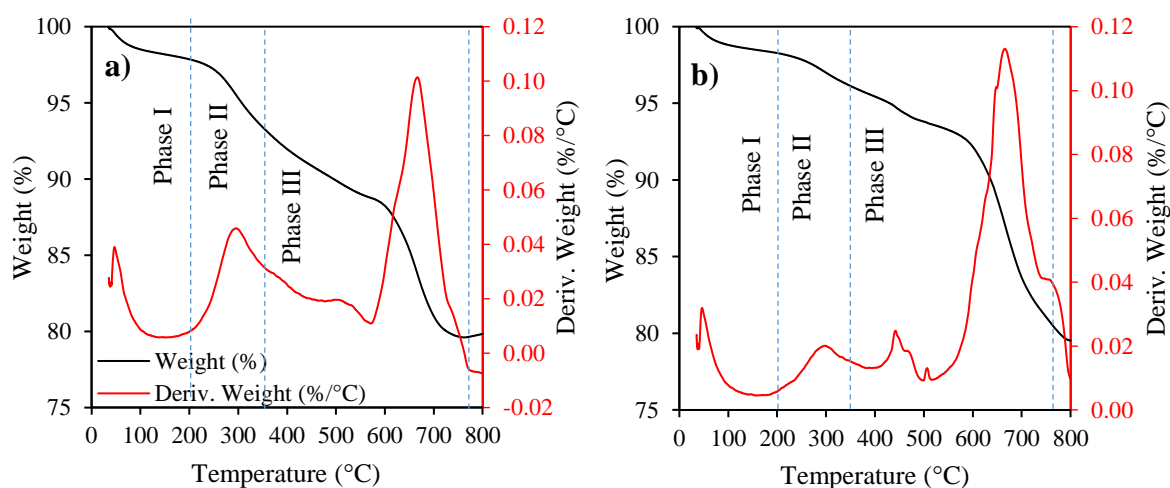 a)
Weight (%)
100
95
90
85
80
75
Phase I
Phase II
Phase III
Weight (%)
Deriv. Weight (%/°C)
0.12
0.10
0.08
0.06
0.04
0.02
0.00
-0.02
Deriv. Weight (%/°C)
0 100 200 300 400 500 600 700 800
Temperature (°C)
b)
Weight (%)
100
95
90
85
80
75
Phase I
Phase II
Phase III
0.12
0.10
0.08
0.06
0.04
0.02
0.00
Deriv. Weight (%/°C)
0 100 200 300 400 500 600 700 800
Temperature (°C)